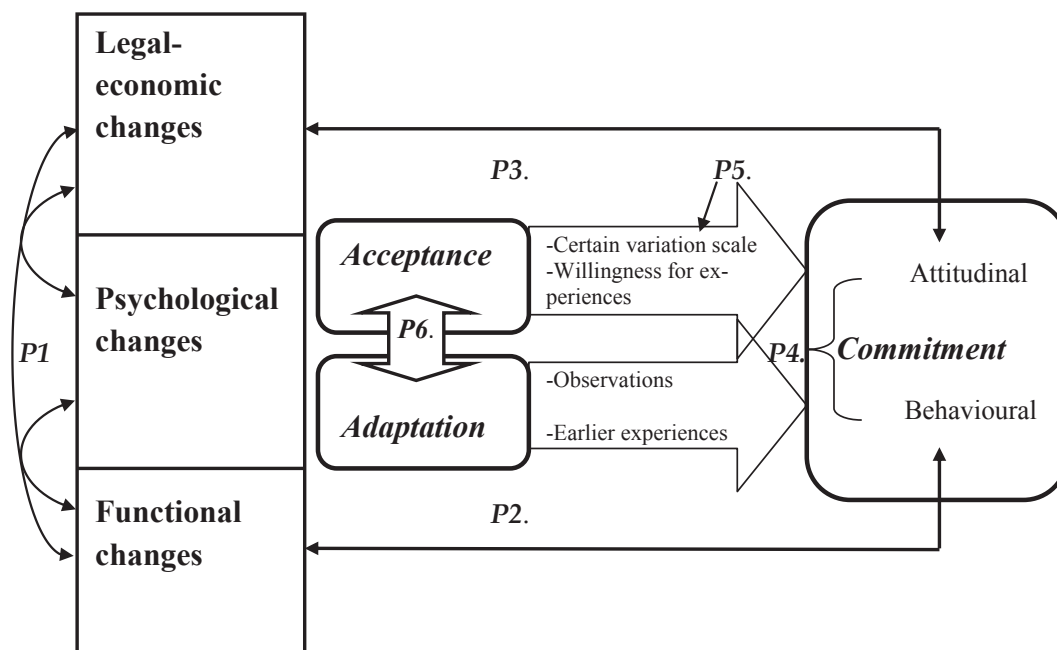 Legal-
economic
changes
P3.
P5.
Acceptance
-Certain variation scale
-Willingness for ex-
periences
Attitudinal
Psychological
changes
P1
P6.
P4.
Commitment
-Observations
Adaptation
-Earlier experiences
Behavioural
Functional
changes
P2.